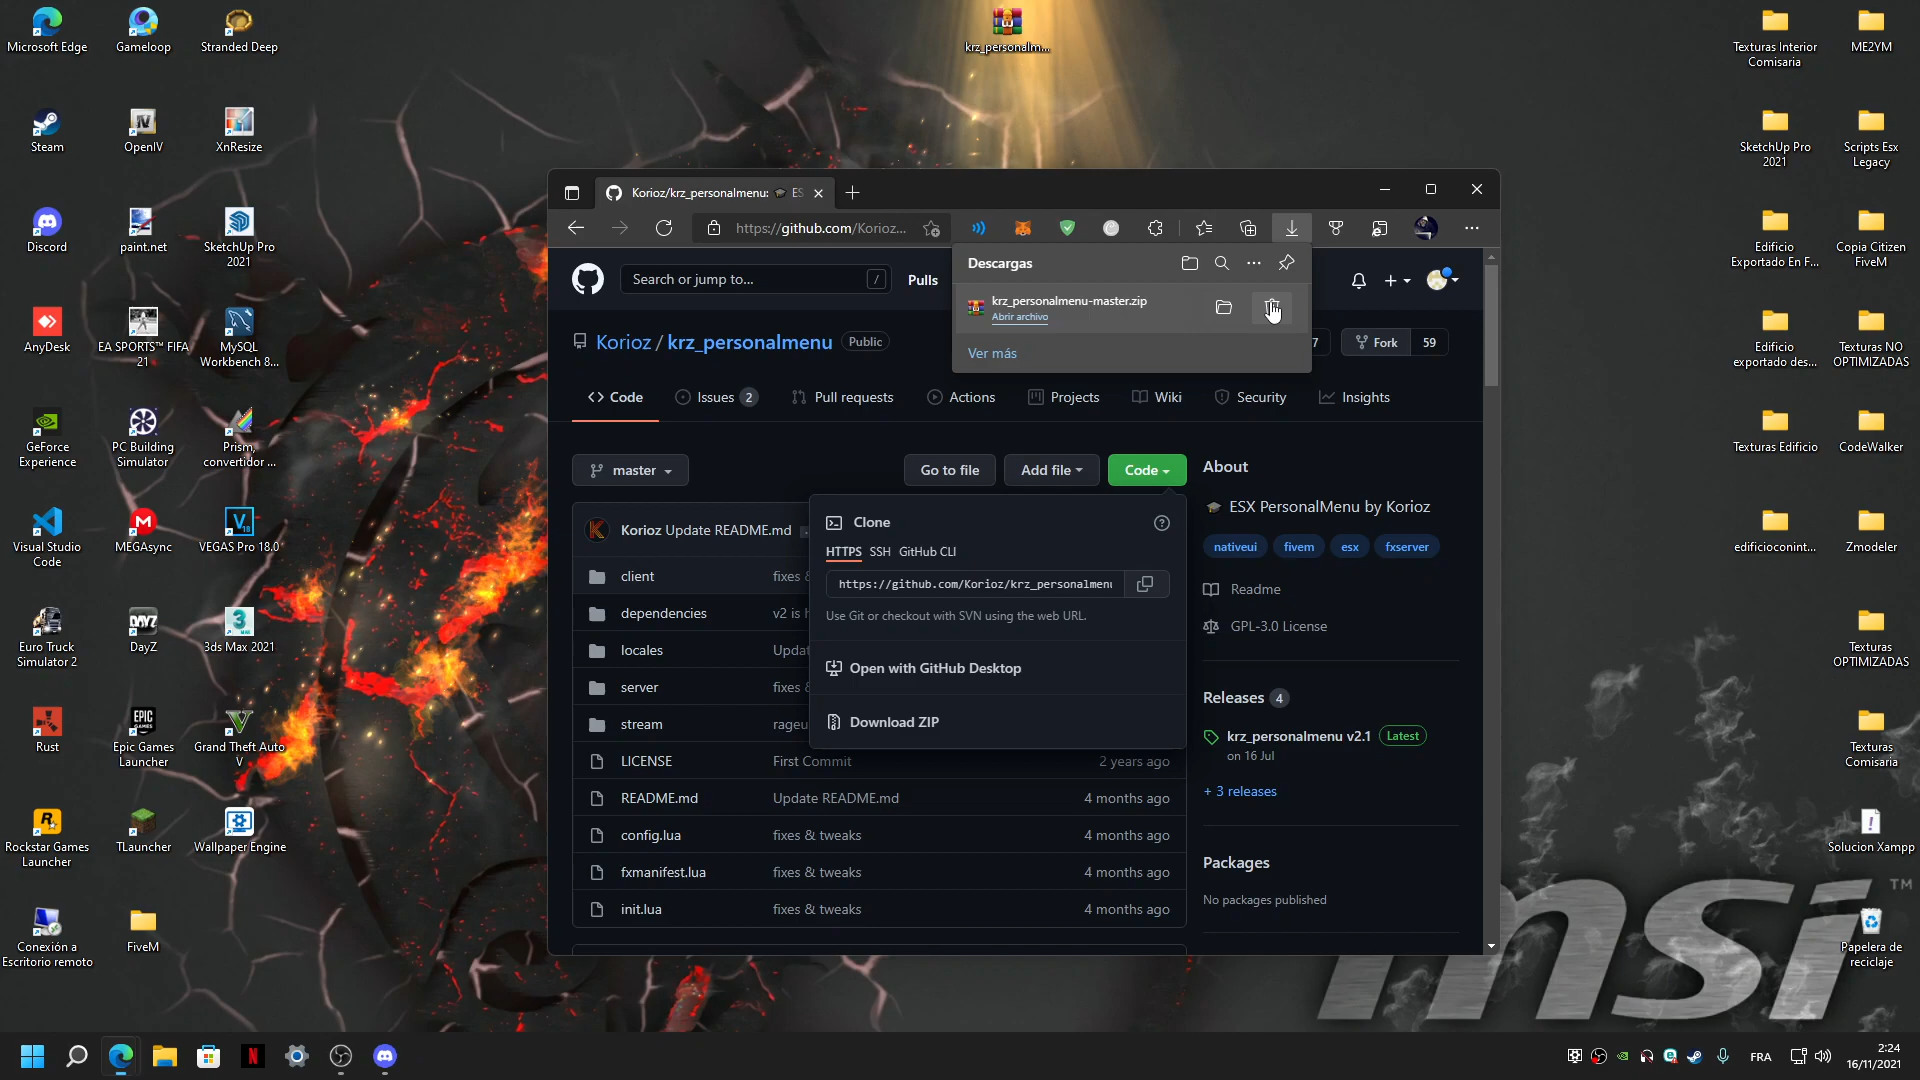 Microsoft Edge
Gameloop
Stranded Deep
krz_personalm...
Texturas Interior
Comisaria
ME2YM
Steam
OpenIV
XnResize
SketchUp Pro
2021
Scripts Esx
Legacy
Discord
paint.net
SketchUp Pro
2021
Edificio
Exportado En F...
Copia Citizen
FiveM
AnyDesk
EA SPORTS™ FIFA
21
MySQL
Workbench 8...
Edificio
exportado des...
Texturas NO
OPTIMIZADAS
GeForce
Experience
PC Building
Simulator
Prism,
convertidor ...
Texturas Edificio
CodeWalker
Visual Studio
Code
MEGAsync
VEGAS Pro 18.0
edificioconint...
Zmodeler
Euro Truck
Simulator 2
DayZ
3ds Max 2021
Texturas
OPTIMIZADAS
Rust
Epic Games
Launcher
Grand Theft Auto
V
Texturas
Comisaria
Rockstar Games
Launcher
TLauncher
Wallpaper Engine
Solucion Xampp
Conexión a
Escritorio remoto
FiveM
Papelera de
reciclaje
Korioz/krz_personalmenu: 🎓 ES
https://github.com/Korioz...
Search or jump to...
/
Pulls
Descargas
krz_personalmenu-master.zip
Abrir archivo
Ver más
Korioz / krz_personalmenu
Public
7
Fork
59
Code
Issues 2
Pull requests
Actions
Projects
Wiki
Security
Insights
master
Go to file
Add file
Code
Korioz Update README.md
client
fixes &
dependencies
v2 is h
locales
Updat
server
fixes &
stream
rageu
LICENSE
First Commit
2 years ago
README.md
Update README.md
4 months ago
config.lua
fixes & tweaks
4 months ago
fxmanifest.lua
fixes & tweaks
4 months ago
init.lua
fixes & tweaks
4 months ago
Clone
HTTPS SSH GitHub CLI
https://github.com/Korioz/krz_personalmenu
Use Git or checkout with SVN using the web URL.
Open with GitHub Desktop
Download ZIP
About
🎓 ESX PersonalMenu by Korioz
nativeui fivem esx fxserver
Readme
GPL-3.0 License
Releases 4
krz_personalmenu v2.1 Latest
on 16 Jul
+ 3 releases
Packages
No packages published
msi™
FRA
2:24
16/11/2021